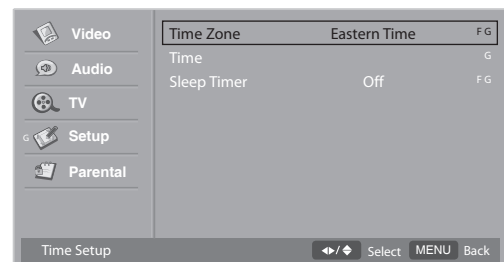 Video
Audio
TV
G Setup
Parental
Time Zone Eastern Time F G
Time G
Sleep Timer Off F G
Time Setup / Select MENU Back